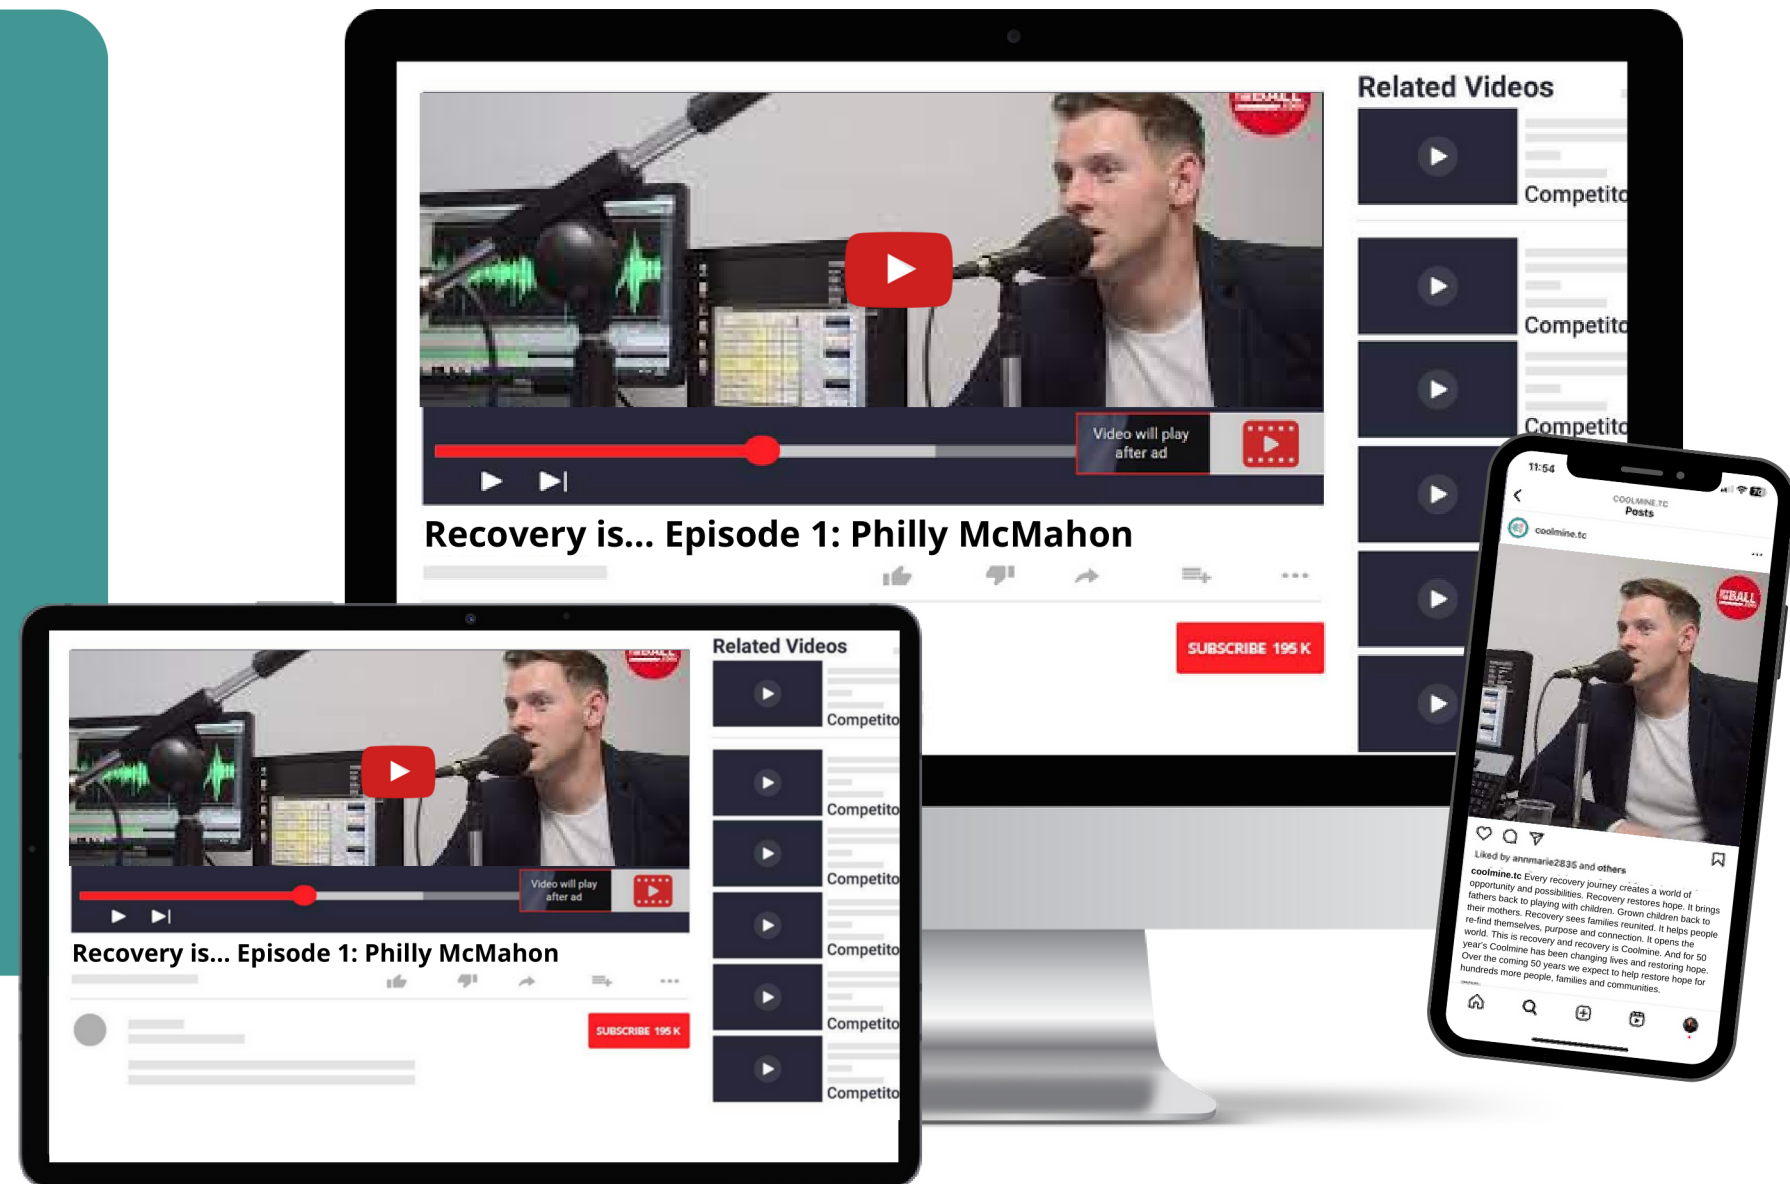 BALL
Related Videos
Competito
Competito
Competito
Video will play
after ad
Recovery is... Episode 1: Philly McMahon
SUBSCRIBE 195 K
BALL
Related Videos
Competito
Competito
Competito
Competito
Competito
Competito
Video will play
after ad
Recovery is... Episode 1: Philly McMahon
SUBSCRIBE 195 K
11:54
70
COOLMINE.TC
Posts
coolmine.tc
BALL
Liked by annmarie2835 and others
coolmine.tc Every recovery journey creates a world of
opportunity and possibilities. Recovery restores hope. It brings
fathers back to playing with children. Grown children back to
their mothers. Recovery sees families reunited. It helps people
re-find themselves, purpose and connection. It opens the
world. This is recovery and recovery is Coolmine. And for 50
year's Coolmine has been changing lives and restoring hope.
Over the coming 50 years we expect to help restore hope for
hundreds more people, families and communities.